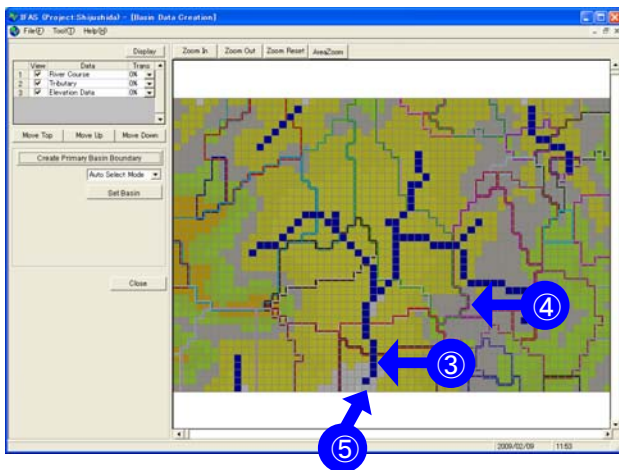 IFAS (Project:Shijushida) - [Basin Data Creation]
File(F) Tool(T) Help(H)
Display
Zoom In Zoom Out Zoom Reset AreaZoom
View Data Trans
1 River Course 0%
2 Tributary 0%
3 Elevation Data 0%
Move Top Move Up Move Down
Create Primary Basin Boundary
Auto Select Mode
Set Basin
Close
④
③
⑤
2009/02/09 11:53